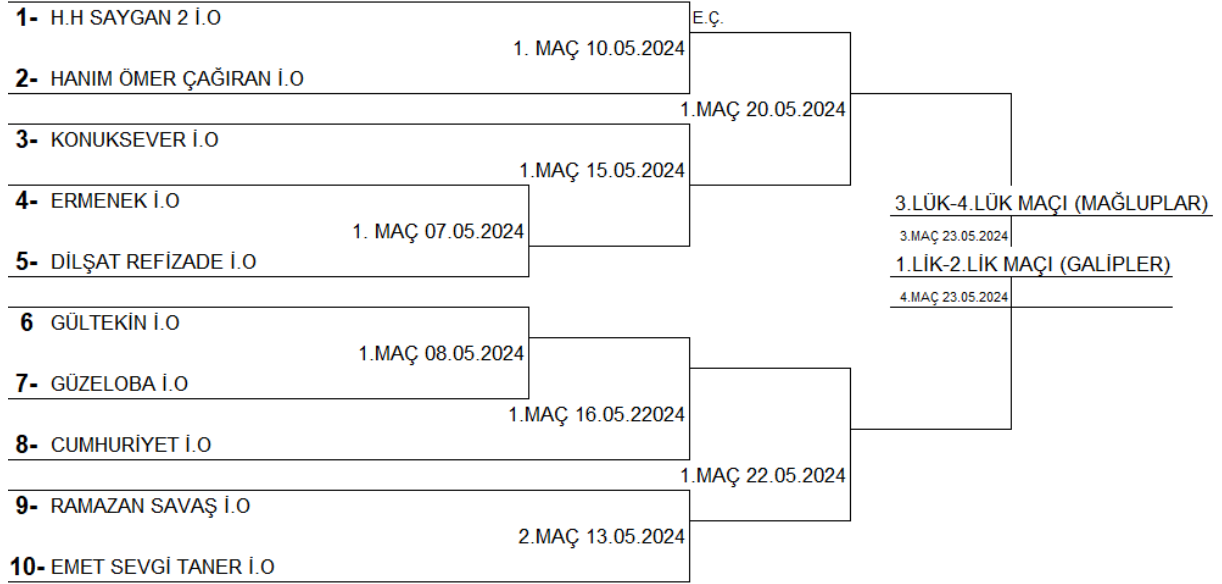 1- H.H SAYGAN 2 İ.O
E.Ç.
1. MAÇ 10.05.2024
2- HANIM ÖMER ÇAĞIRAN İ.O
1.MAÇ 20.05.2024
3- KONUKSEVER İ.O
1.MAÇ 15.05.2024
4- ERMENEK İ.O
3.LÜK-4.LÜK MAÇI (MAĞLUPLAR)
1. MAÇ 07.05.2024
3.MAÇ 23.05.2024
5- DİLŞAT REFİZADE İ.O
1.LİK-2.LİK MAÇI (GALİPLER)
4.MAÇ 23.05.2024
6 GÜLTEKİN İ.O
1.MAÇ 08.05.2024
7- GÜZELOBA İ.O
1.MAÇ 16.05.22024
8- CUMHURİYET İ.O
1.MAÇ 22.05.2024
9- RAMAZAN SAVAŞ İ.O
2.MAÇ 13.05.2024
10- EMET SEVGİ TANER İ.O